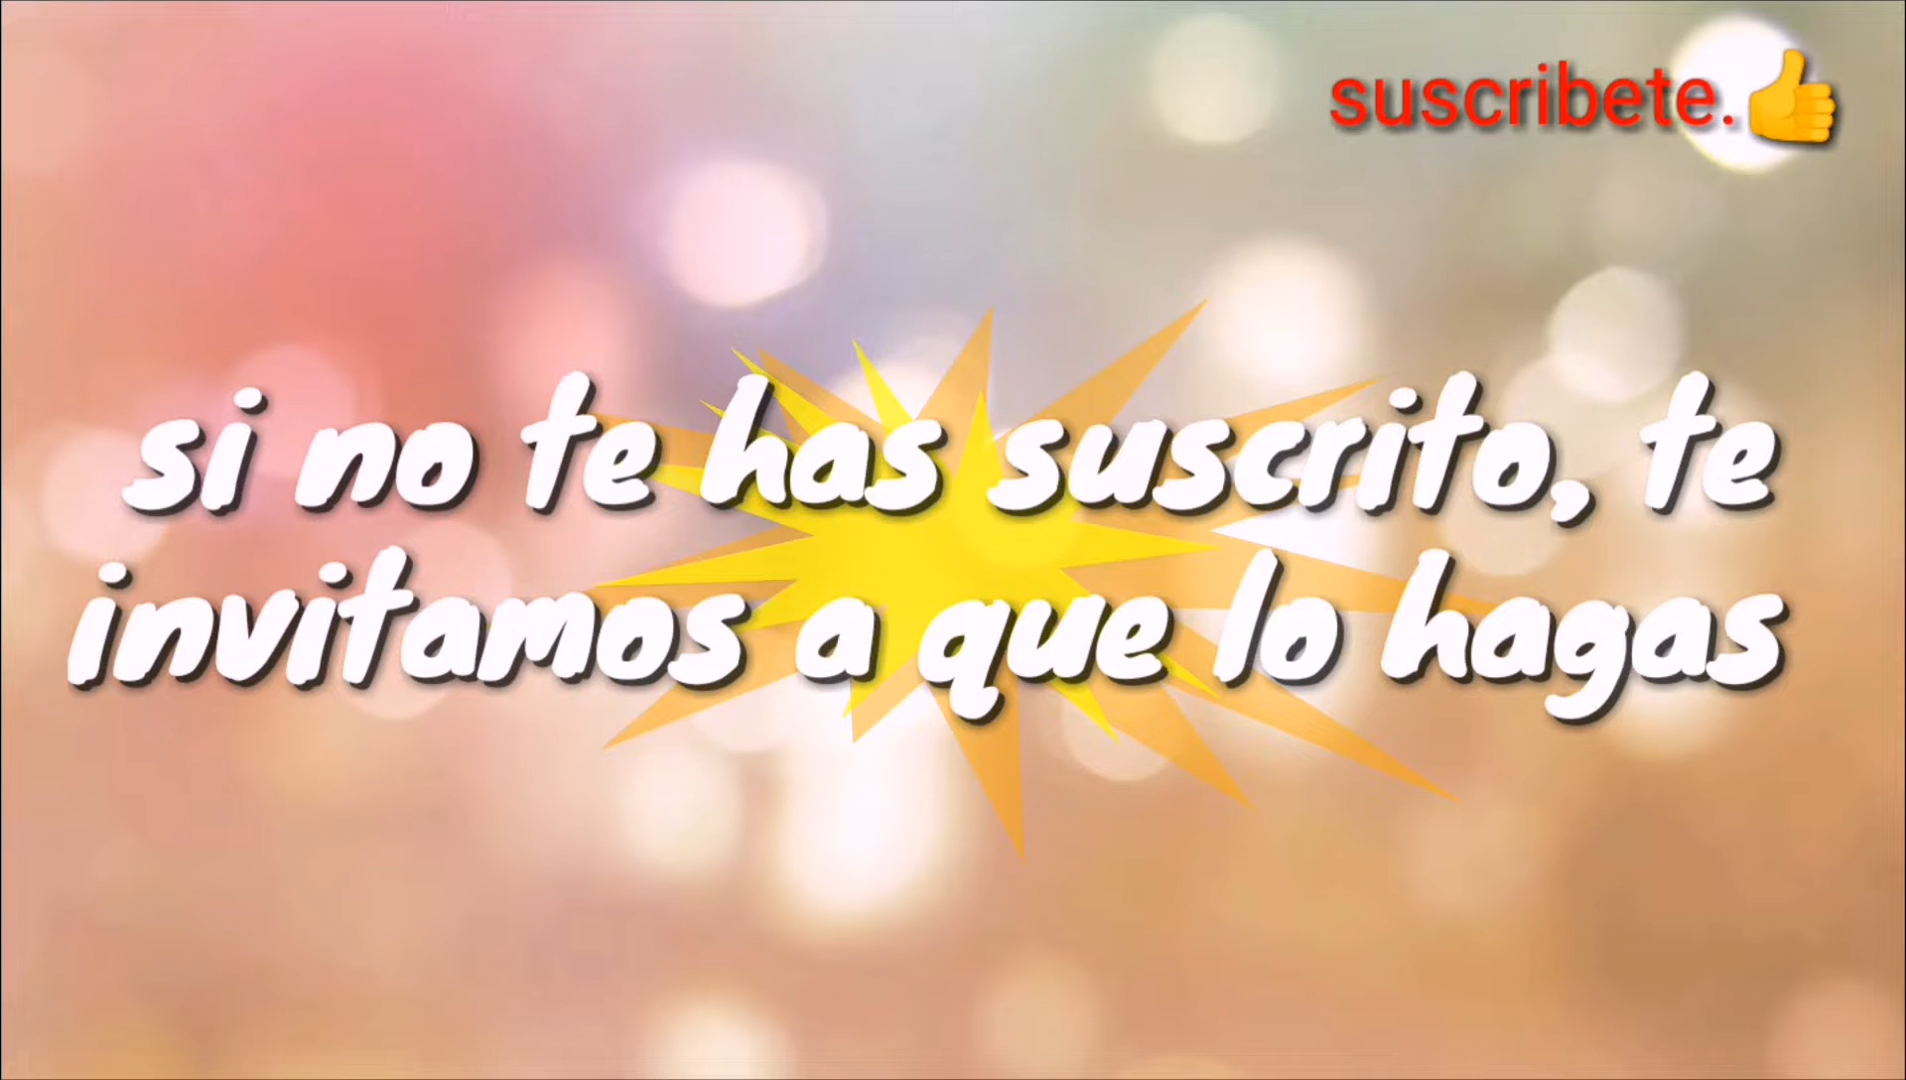 suscribete.👍
si no te has suscrito, te
invitamos a que lo hagas